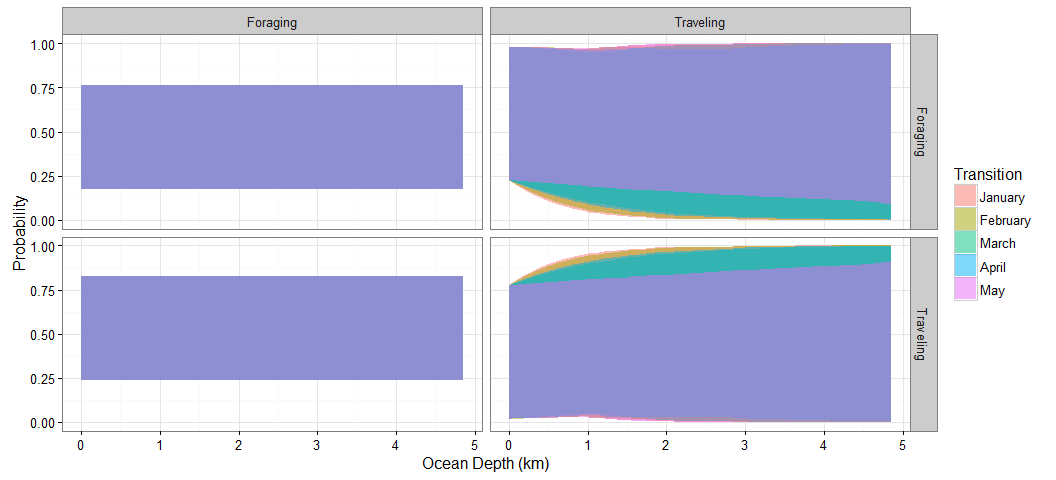 Foraging Traveling
1.00
0.75
0.50
0.25
0.00
Foraging
1.00
0.75
0.50
0.25
0.00
Traveling
Probability
0 1 2 3 4 5 0 1 2 3 4 5
Ocean Depth (km)
Transition
January
February
March
April
May